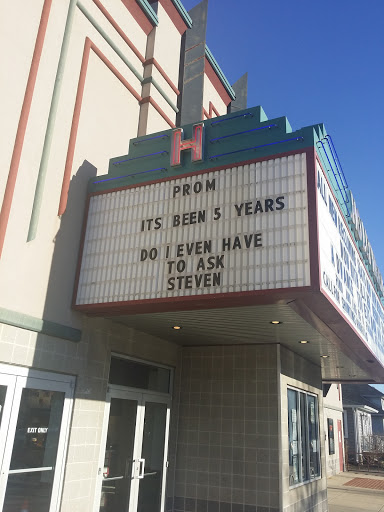 H
PROM
ITS BEEN 5 YEARS
DO I EVEN HAVE
TO ASK
STEVEN
EXIT ONLY